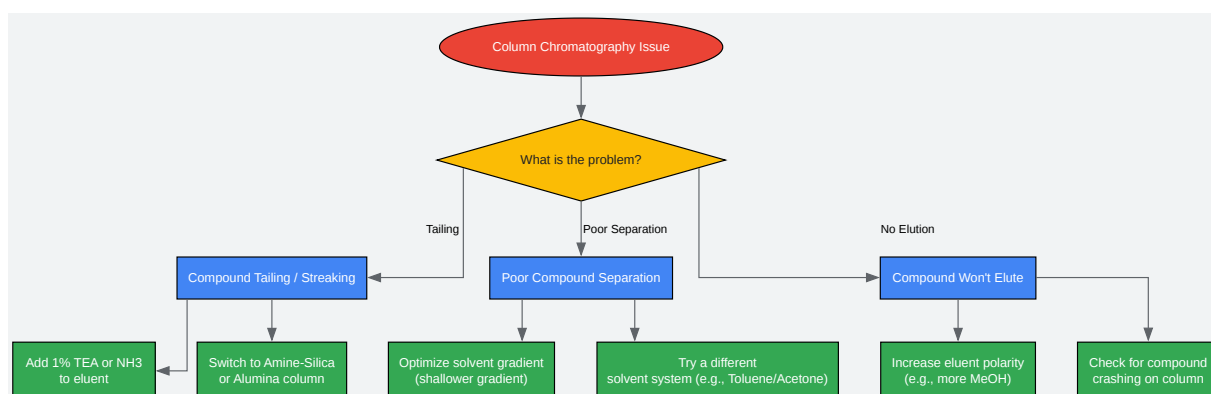 Column Chromatography Issue
What is the problem?
Tailing
Poor Separation
No Elution
Compound Tailing / Streaking
Poor Compound Separation
Compound Won't Elute
Add 1% TEA or NH3
to eluent
Switch to Amine-Silica
or Alumina column
Optimize solvent gradient
(shallower gradient)
Try a different
solvent system (e.g., Toluene/Acetone)
Increase eluent polarity
(e.g., more MeOH)
Check for compound
crashing on column